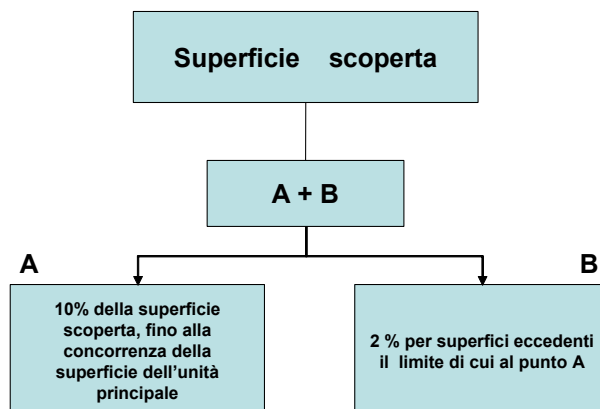 Superficie scoperta
A + B
A
B
10% della superficie
scoperta, fino alla
concorrenza della
superficie dell'unità
principale
2 % per superfici eccedenti
il limite di cui al punto A